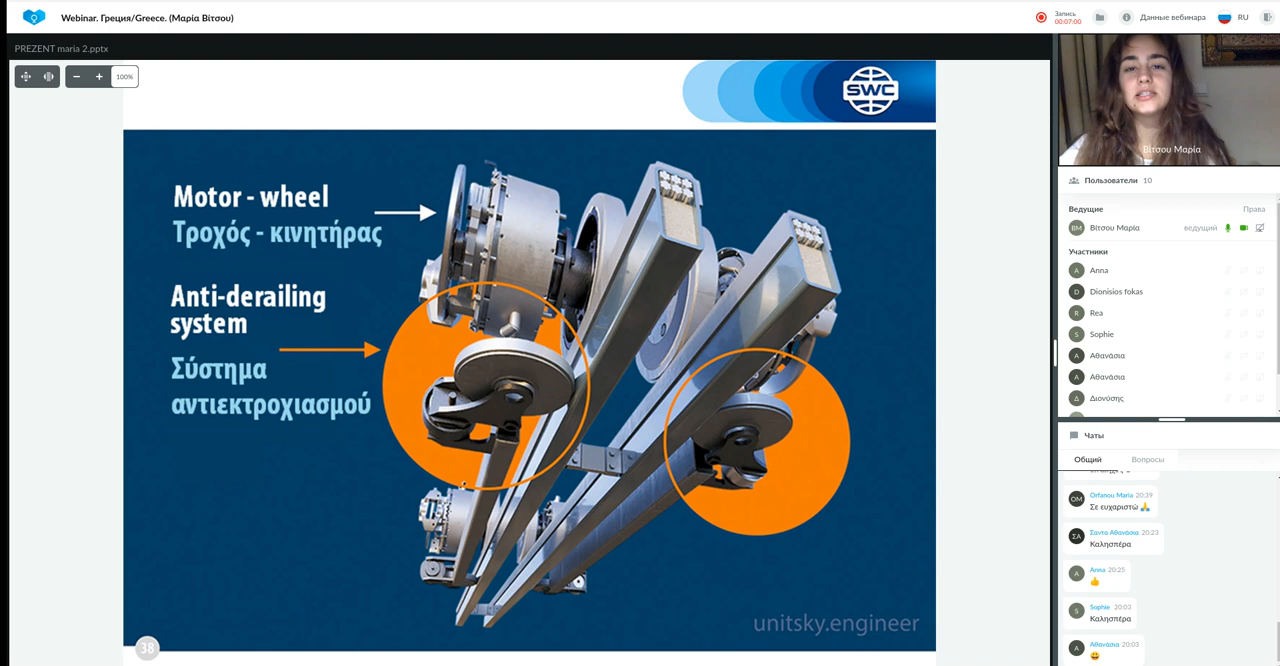 Webinar. Греция/Greece. (Μαρία Βίτσου)
Запись
00:07:00
Данные вебинара
RU
PREZENT maria 2.pptx
100%
SWC
Motor - wheel
Τροχός - κινητήρας
Anti-derailing
system
Σύστημα
αντιεκτροχιασμού
unitsky.engineer
38
Βίτσου Μαρία
Пользователи 10
Ведущие Права
ΒΜ Βίτσου Μαρία ведущий
Участники
A Anna
D Dionisios fokas
R Rea
S Sophie
Α Αθανάσια
Α Αθανάσια
Δ Διονύσης
Чаты
Общий Вопросы
OM Orfanou Maria 20:39
Σε ευχαριστώ 🙏
ΣΑ Σαντα Αθανάσια 20:23
Καλησπέρα
A Anna 20:25
👍
S Sophie 20:03
Καλησπέρα
Α Αθανάσια 20:03
😃